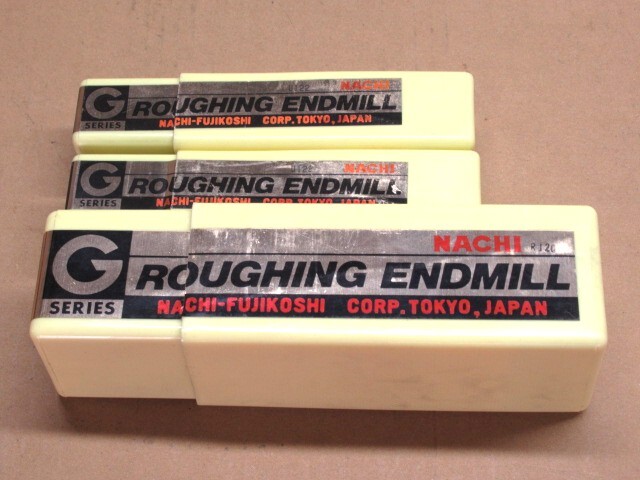 NACHI
G ROUGHING ENDMILL
SERIES NACHI-FUJIKOSHI CORP. TOKYO, JAPAN
NACHI
G ROUGHING ENDMILL
SERIES NACHI-FUJIKOSHI CORP. TOKYO, JAPAN
NACHI
G ROUGHING ENDMILL
SERIES NACHI-FUJIKOSHI CORP. TOKYO, JAPAN